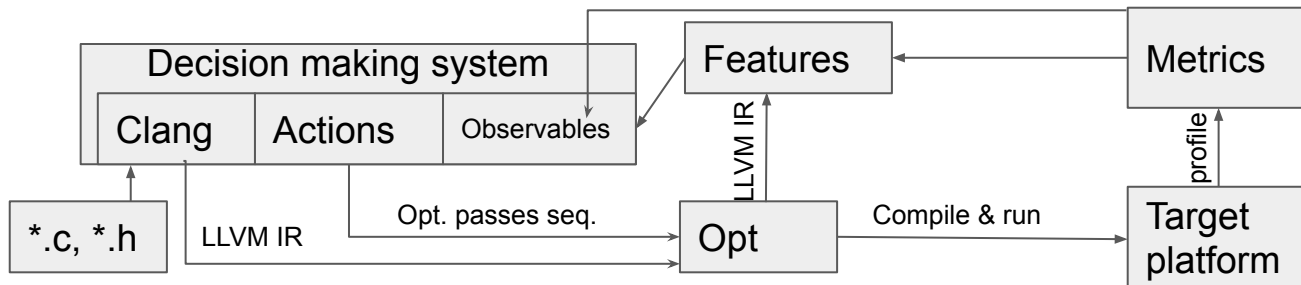 Decision making system
Features
Metrics
Clang
Actions
Observables
LLVM IR
profile
*.c, *.h
LLVM IR
Opt. passes seq.
Opt
Compile & run
Target
platform